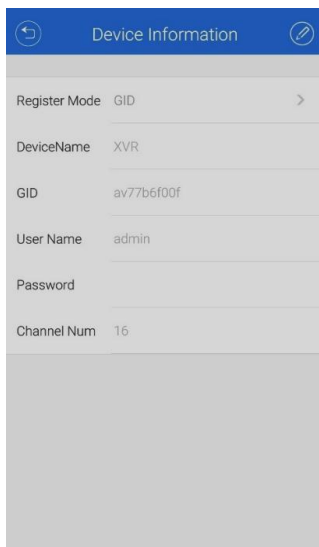 Device Information
Register Mode GID
DeviceName XVR
GID av77b6f00f
User Name admin
Password
Channel Num 16